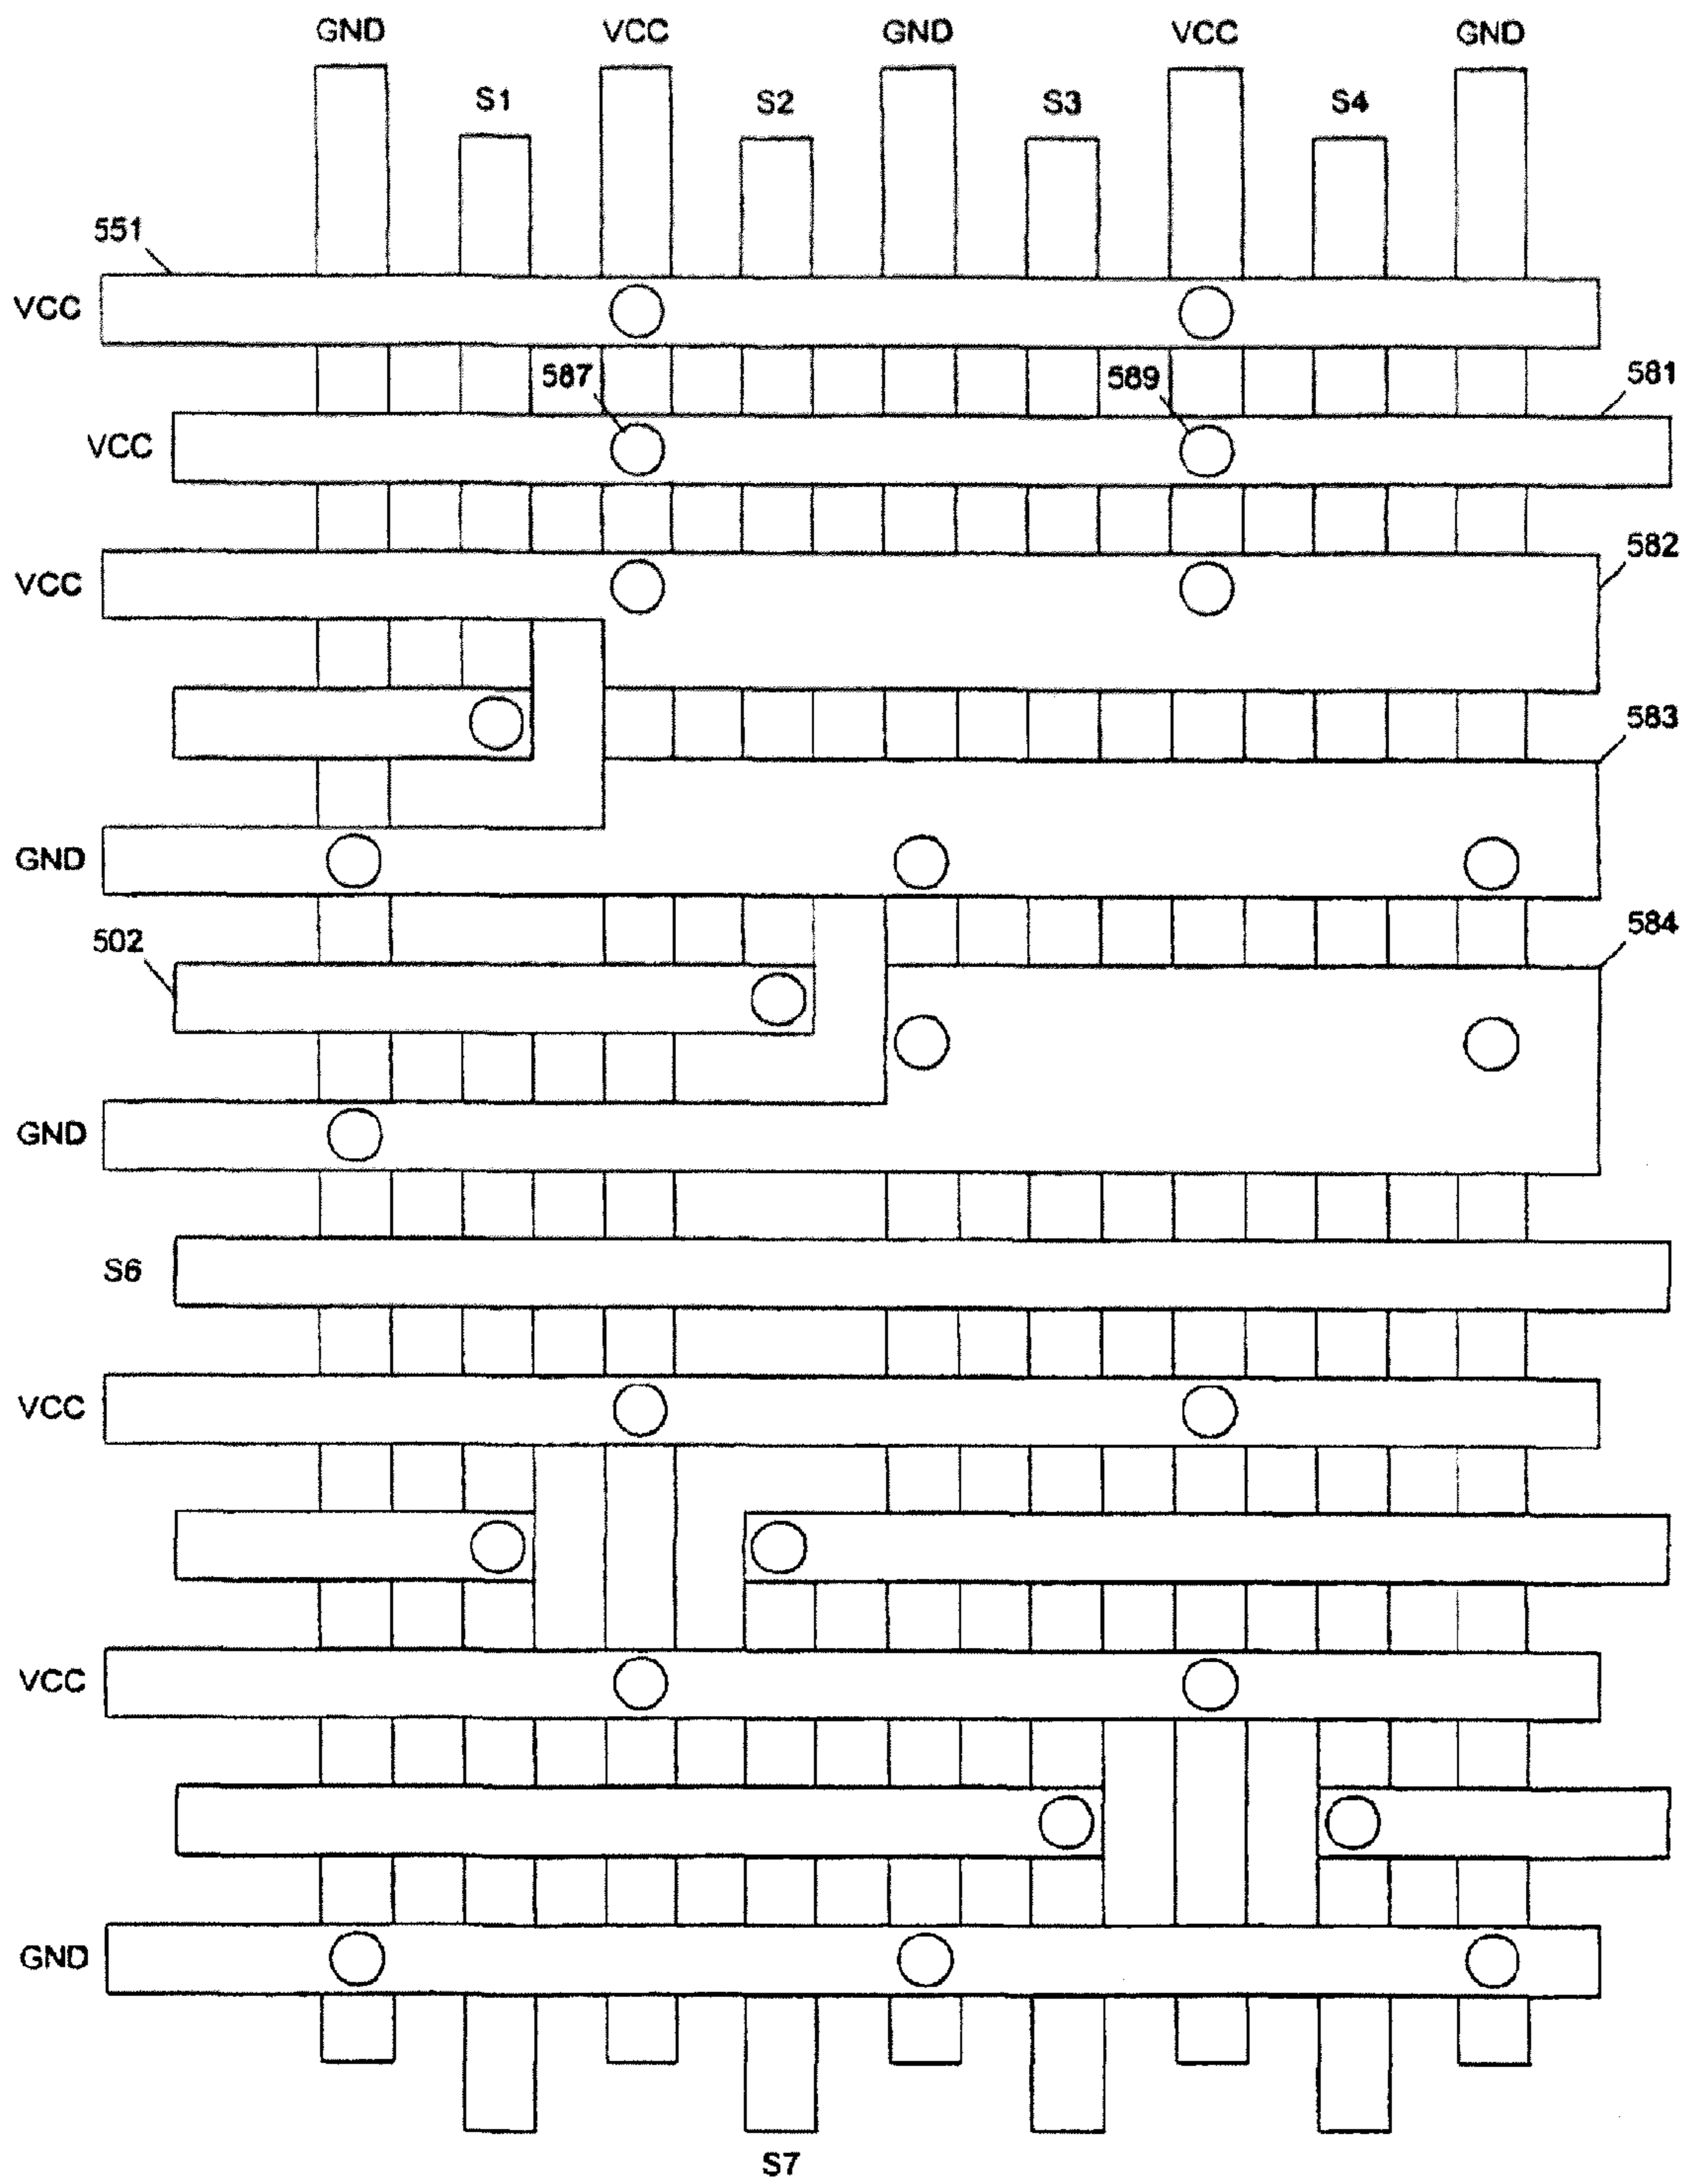 GND VCC GND VCC GND
S1 S2 S3 S4
551
VCC
587 589 581
VCC
582
VCC
583
GND
502 584
GND
S6
VCC
VCC
GND
S7